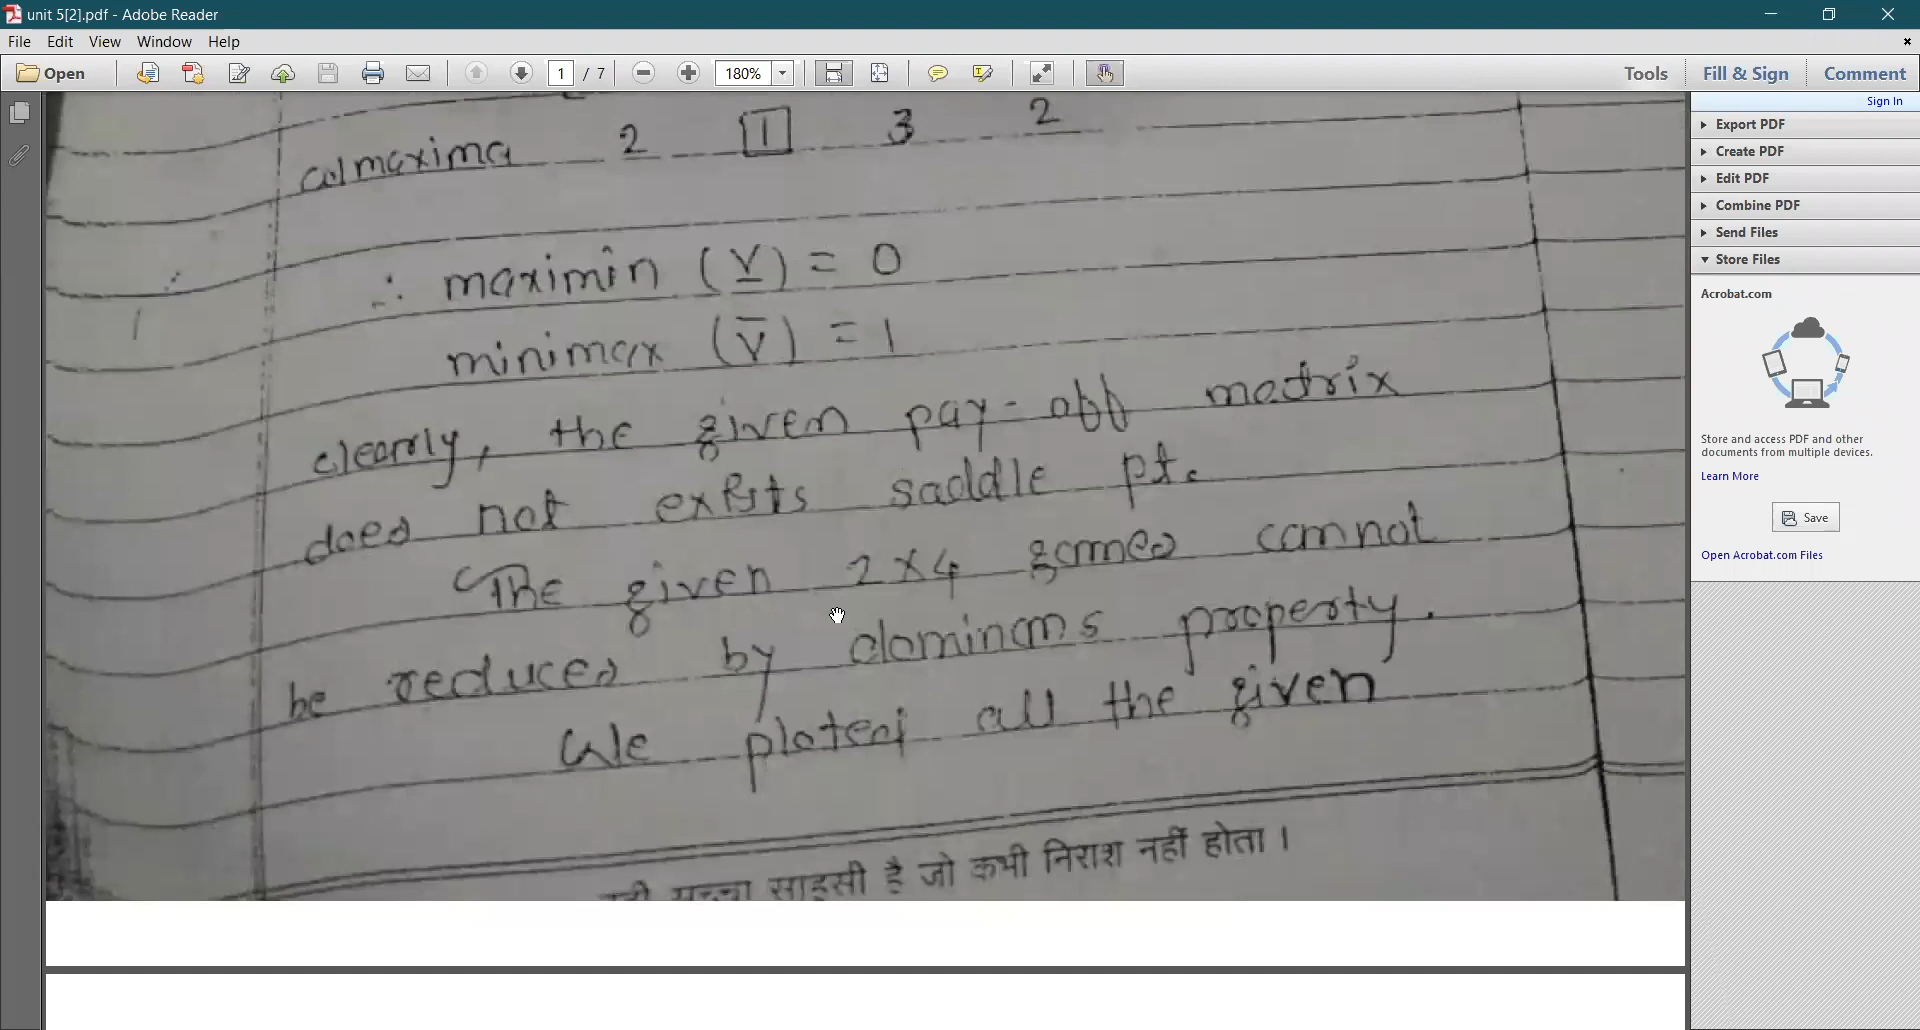 unit 5[2].pdf - Adobe Reader
File Edit View Window Help
Open 1 / 7 180% Tools Fill & Sign Comment
Sign In
Export PDF
Create PDF
Edit PDF
Combine PDF
Send Files
Store Files
Acrobat.com
Store and access PDF and other
documents from multiple devices.
Learn More
Save
Open Acrobat.com Files
col maxima 2 1 3 2
∴ maximin (V̲) = 0
minimax (V̄) = 1
clearly, the given pay-off matrix
does not exists saddle pt.
The given 2×4 games cannot
be reduces by dominans property.
We ploted all the given
साहसी है जो कभी निराश नहीं होता ।